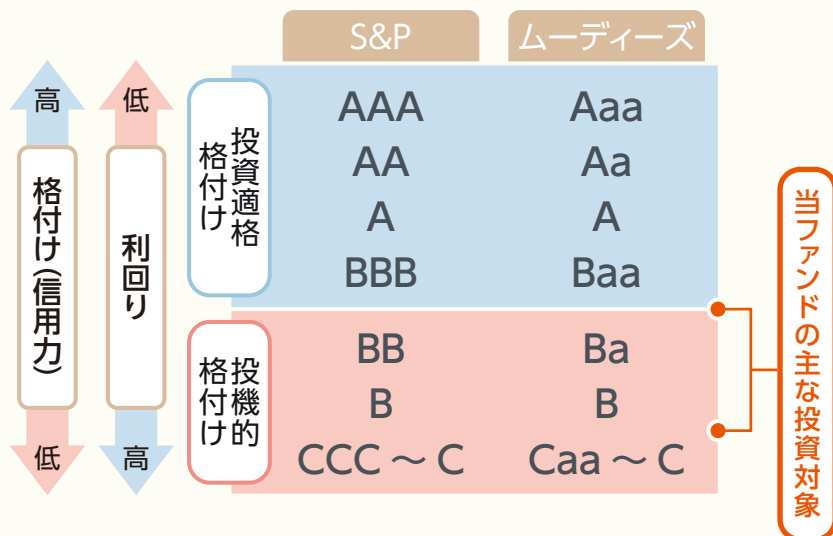 S&P
ムーディーズ
高
格付け(信用力)
低
低
利回り
高
投資適格
格付け
AAA
Aaa
AA
Aa
A
A
BBB
Baa
投機的
格付け
BB
Ba
B
B
CCC ～ C
Caa ～ C
当ファンドの主な投資対象